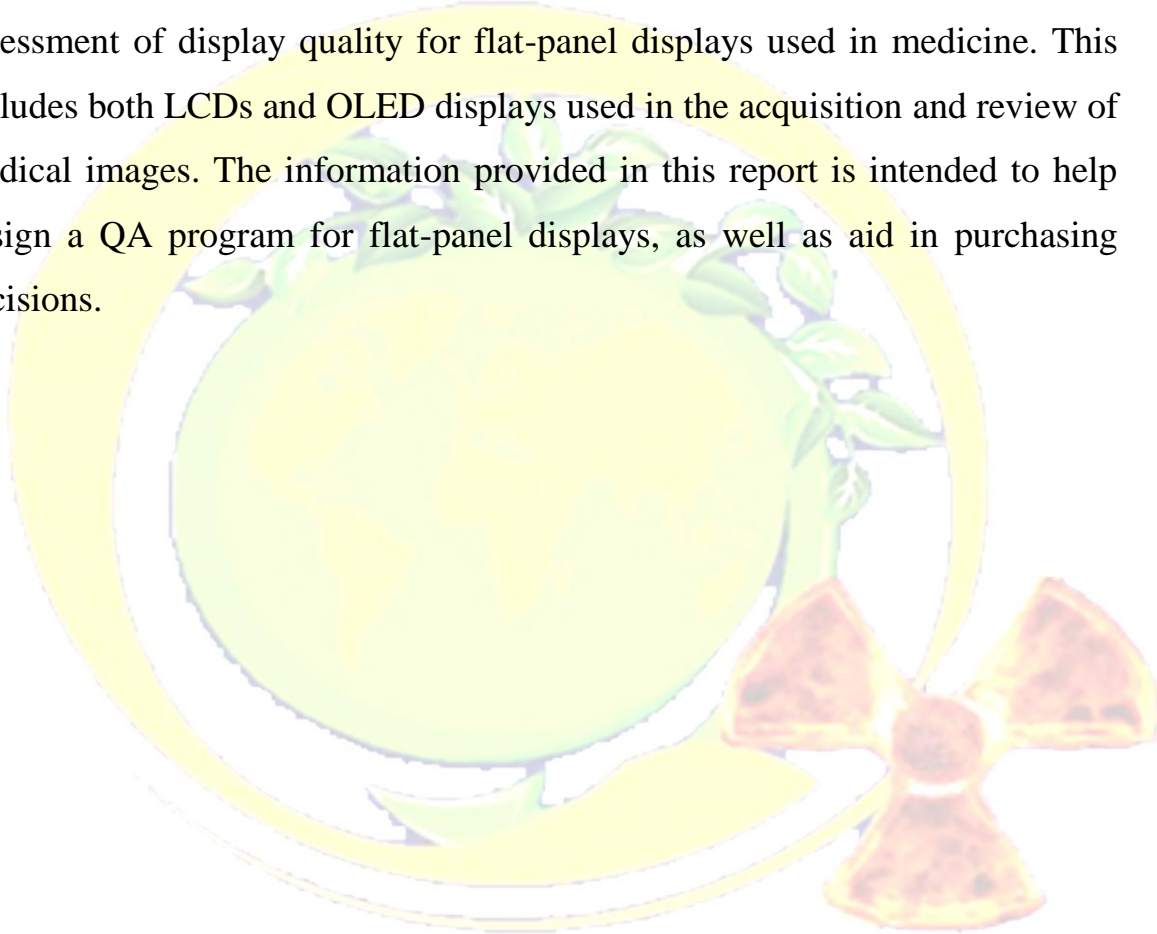 essment of display quality for flat-panel displays used in medicine. This
ludes both LCDs and OLED displays used in the acquisition and review of
dical images. The information provided in this report is intended to help
sign a QA program for flat-panel displays, as well as aid in purchasing
cisions.